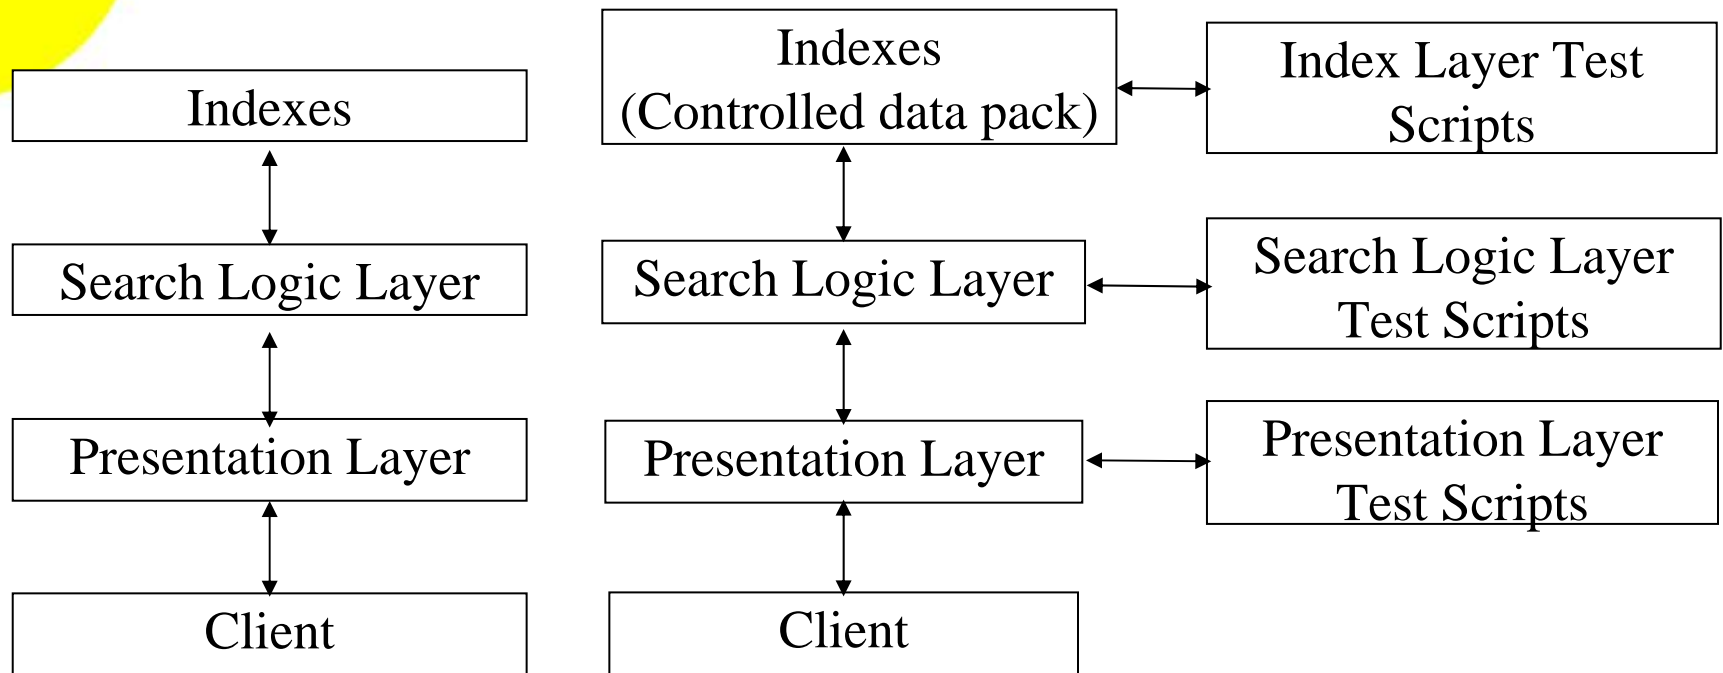 Indexes
Search Logic Layer
Presentation Layer
Client
Indexes
(Controlled data pack)
Search Logic Layer
Presentation Layer
Client
Index Layer Test
Scripts
Search Logic Layer
Test Scripts
Presentation Layer
Test Scripts